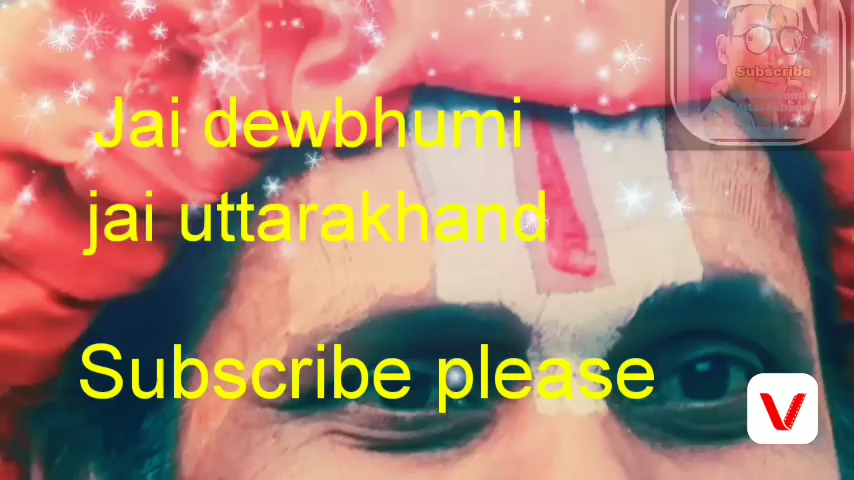 Subscribe
Jai dewbhumi
jai uttarakhand
Subscribe please